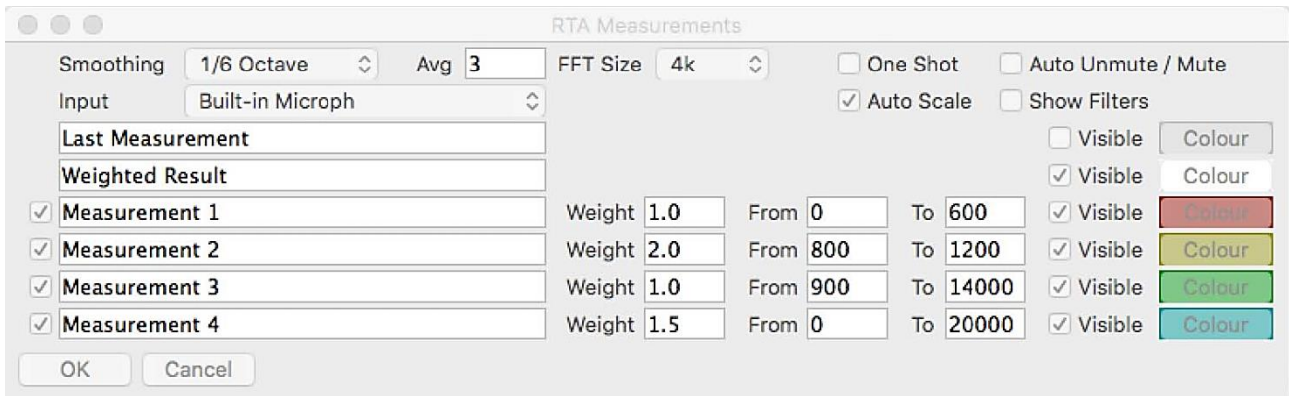 RTA Measurements
Smoothing 1/6 Octave Avg 3 FFT Size 4k One Shot Auto Unmute / Mute
Input Built-in Microph Auto Scale Show Filters
Last Measurement Visible Colour
Weighted Result Visible Colour
Measurement 1 Weight 1.0 From 0 To 600 Visible Colour
Measurement 2 Weight 2.0 From 800 To 1200 Visible Colour
Measurement 3 Weight 1.0 From 900 To 14000 Visible Colour
Measurement 4 Weight 1.5 From 0 To 20000 Visible Colour
OK Cancel